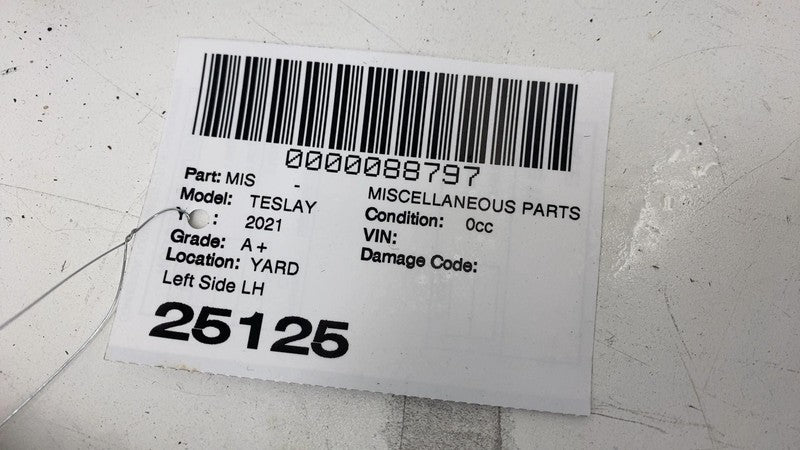 0000088797
Part: MIS - MISCELLANEOUS PARTS
Model: TESLAY Condition: 0cc
Y : 2021 VIN:
Grade: A+ Damage Code:
Location: YARD
Left Side LH
25125